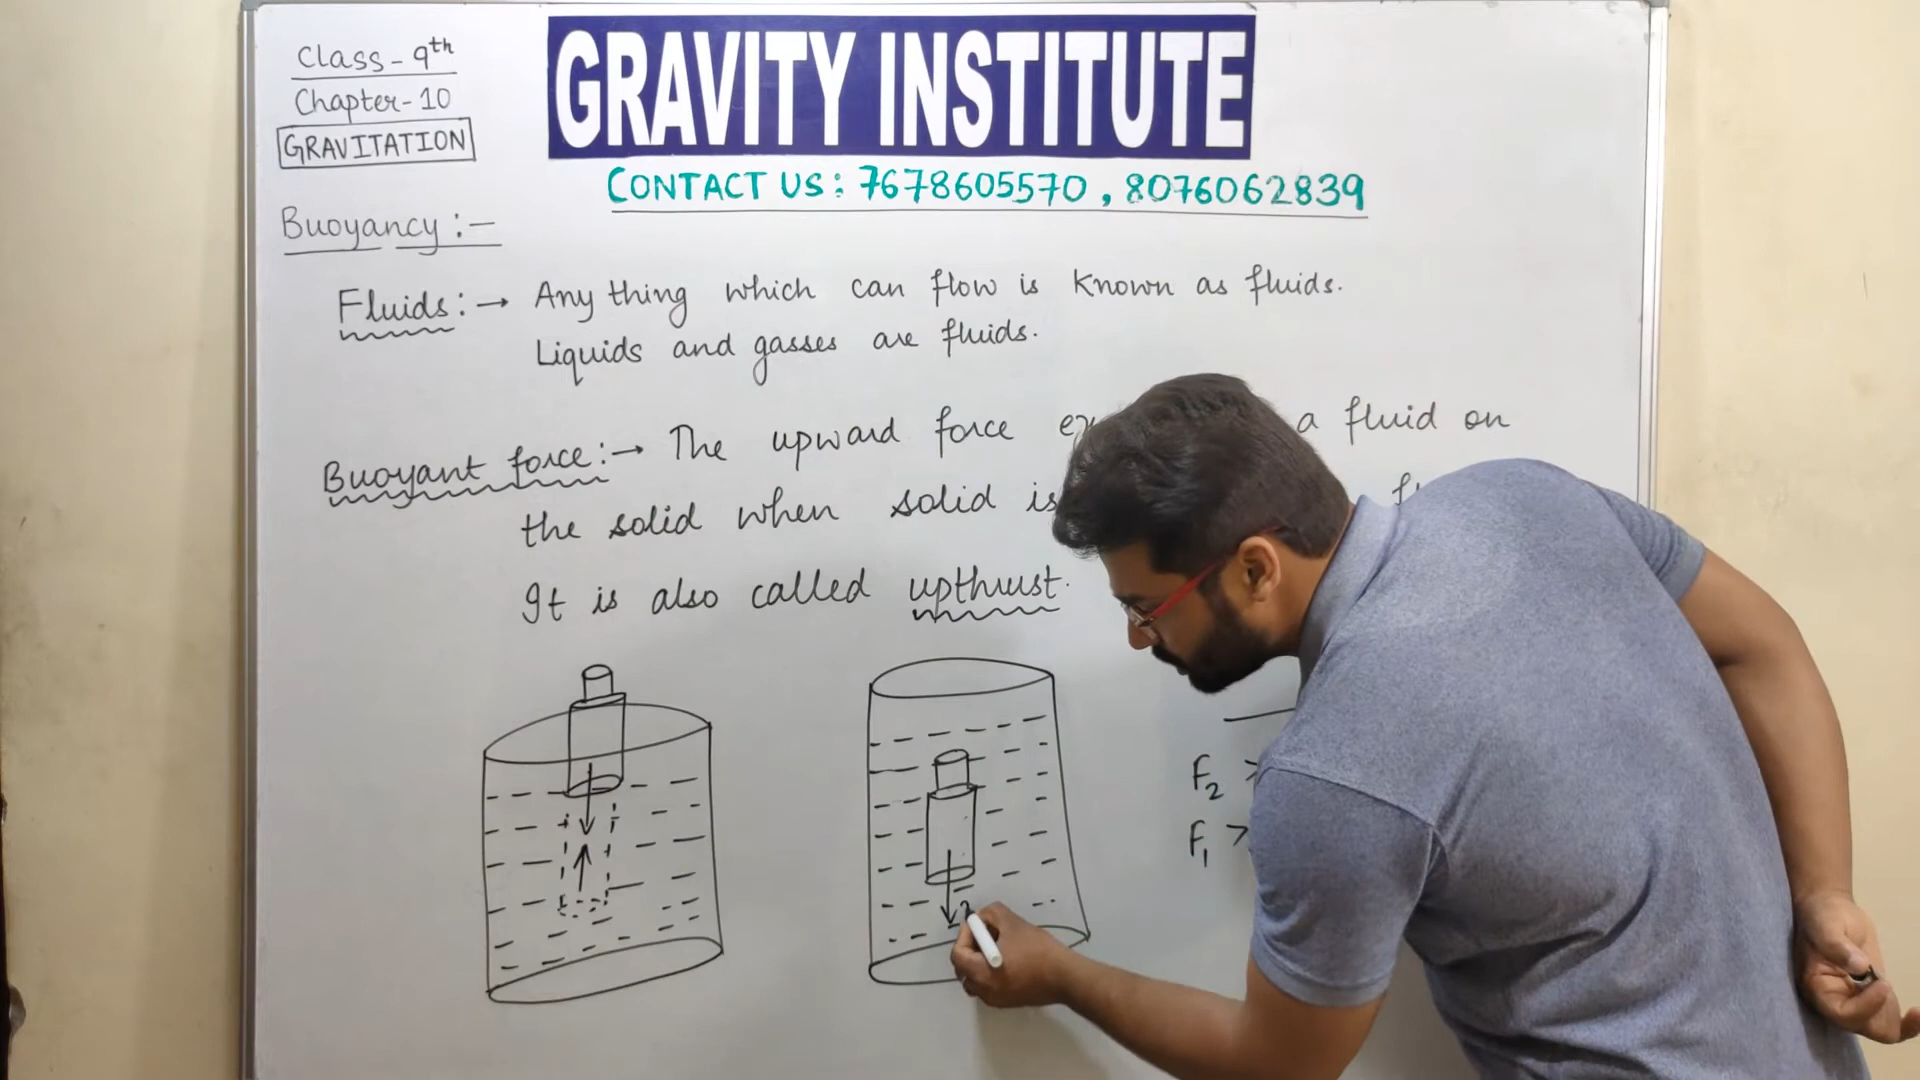 Class-9th
Chapter-10
GRAVITATION
GRAVITY INSTITUTE
CONTACT US: 7678605570, 8076062839
Buoyancy :-
Fluids :→ Any thing which can flow is known as fluids.
Liquids and gasses are fluids.
Buoyant force :→ The upward force a fluid on
the solid when solid is
It is also called upthrust.
F2 >
F1 >